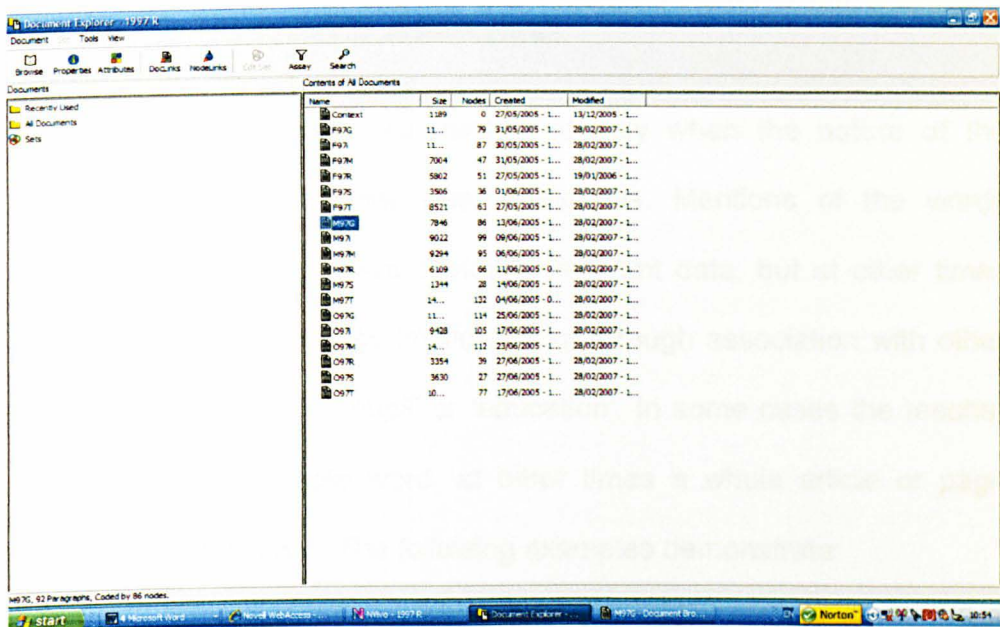 Document Explorer - 1997 R
Document Tools View
Browse Properties Attributes DocLinks NodeLinks Edit Set Assay Search
Documents
Recently Used
All Documents
Sets
Contents of All Documents
Name Size Nodes Created Modified
Context 1189 0 27/05/2005 - 1... 13/12/2005 - 1...
F97G 11... 79 31/05/2005 - 1... 28/02/2007 - 1...
F97I 11... 87 30/05/2005 - 1... 28/02/2007 - 1...
F97M 7004 47 31/05/2005 - 1... 28/02/2007 - 1...
F97R 5802 51 27/05/2005 - 1... 19/01/2006 - 1...
F97S 3506 36 01/06/2005 - 1... 28/02/2007 - 1...
F97T 8521 63 27/05/2005 - 1... 28/02/2007 - 1...
M97G 7846 86 13/06/2005 - 1... 28/02/2007 - 1...
M97I 9022 99 09/06/2005 - 1... 28/02/2007 - 1...
M97M 9294 95 06/06/2005 - 1... 28/02/2007 - 1...
M97R 6109 66 11/06/2005 - 0... 28/02/2007 - 1...
M97S 1344 28 14/06/2005 - 1... 28/02/2007 - 1...
M97T 14... 132 04/06/2005 - 0... 28/02/2007 - 1...
O97G 11... 114 25/06/2005 - 1... 28/02/2007 - 1...
O97I 9428 105 17/06/2005 - 1... 28/02/2007 - 1...
O97M 14... 112 23/06/2005 - 1... 28/02/2007 - 1...
O97R 3354 39 27/06/2005 - 1... 28/02/2007 - 1...
O97S 3630 27 27/06/2005 - 1... 28/02/2007 - 1...
O97T 10... 77 17/06/2005 - 1... 28/02/2007 - 1...
M97G, 92 Paragraphs, Coded by 86 nodes.
start 4 Microsoft Word Novell WebAccess -... NVivo - 1997 R Document Explorer -... M97G - Document Bro... Norton 10:54